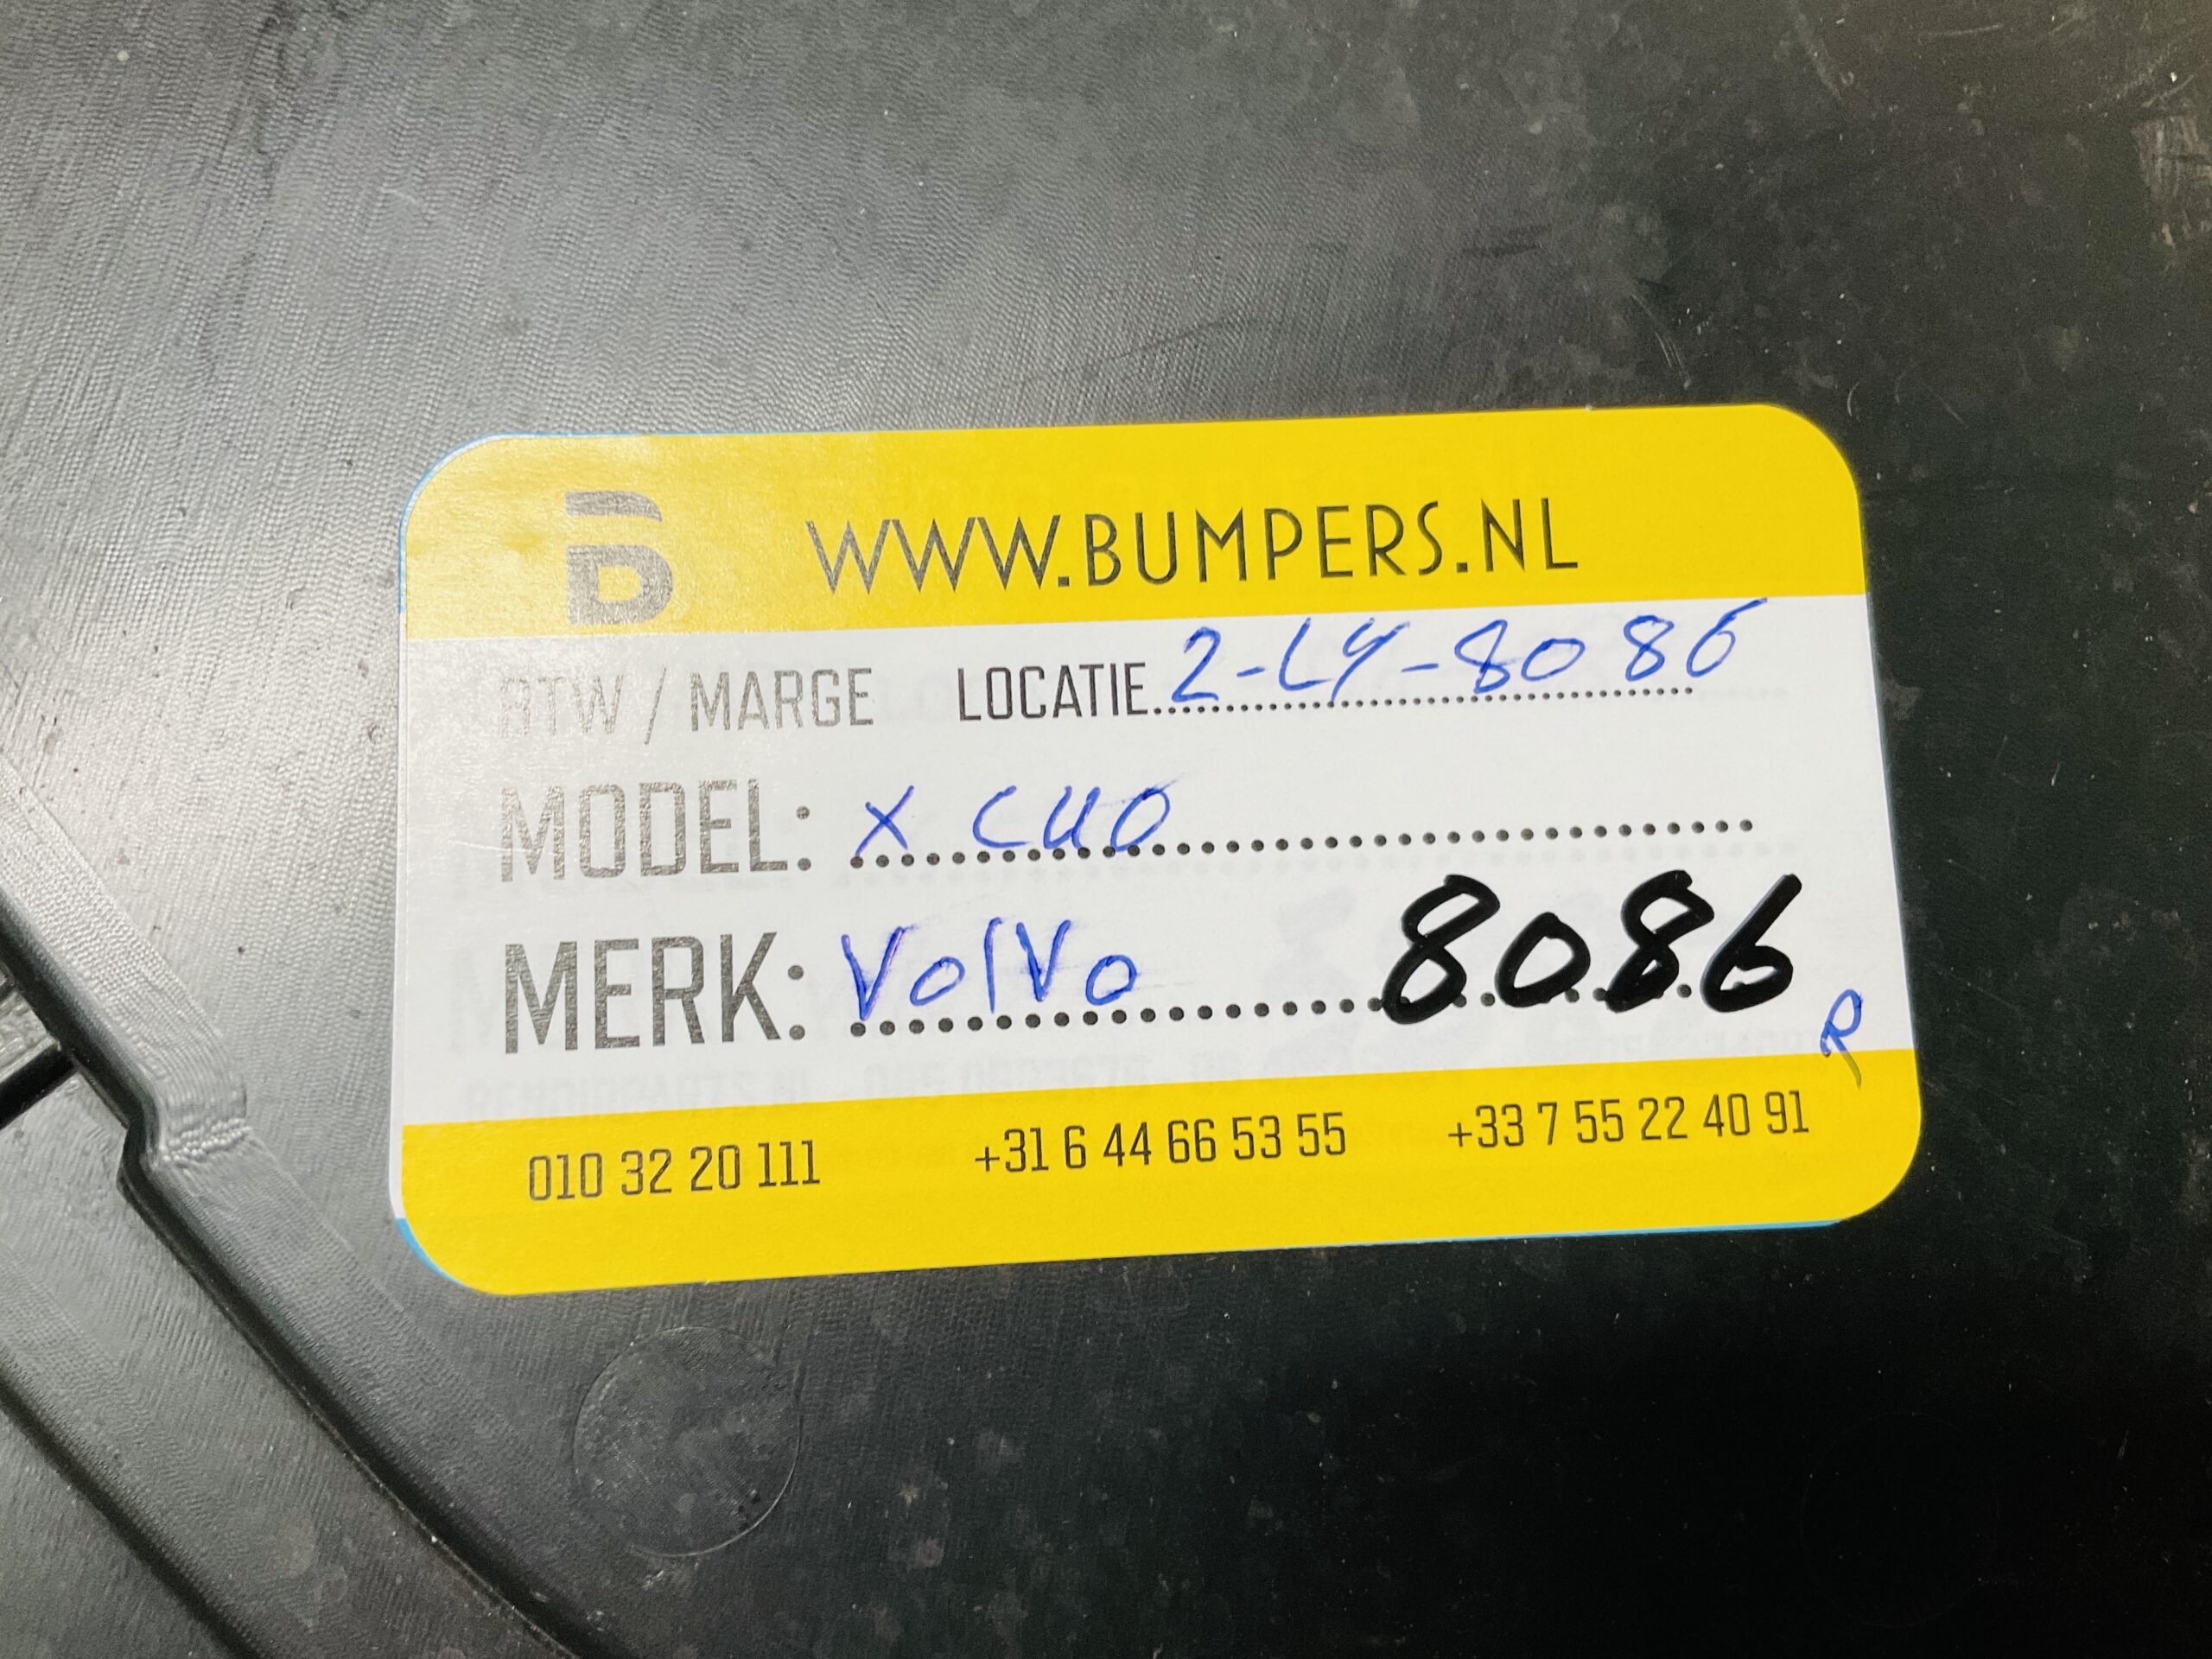 B WWW.BUMPERS.NL
BTW / MARGE LOCATIE 2-L4-8086
MODEL: X C40
MERK: Volvo 8086
R
010 32 20 111 +31 6 44 66 53 55 +33 7 55 22 40 91